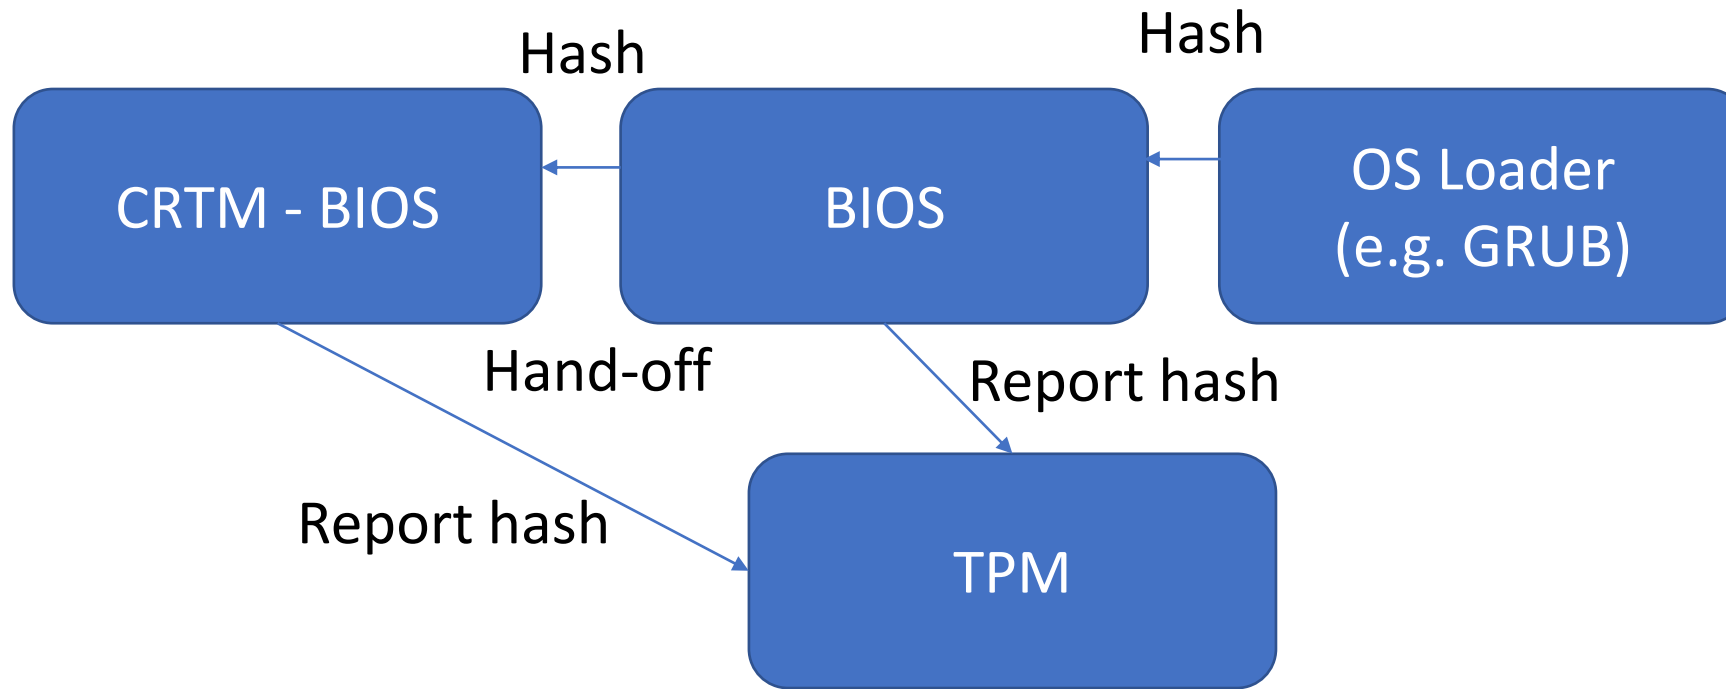 Hash
Hash
CRTM - BIOS
BIOS
OS Loader
(e.g. GRUB)
Hand-off
Report hash
Report hash
TPM